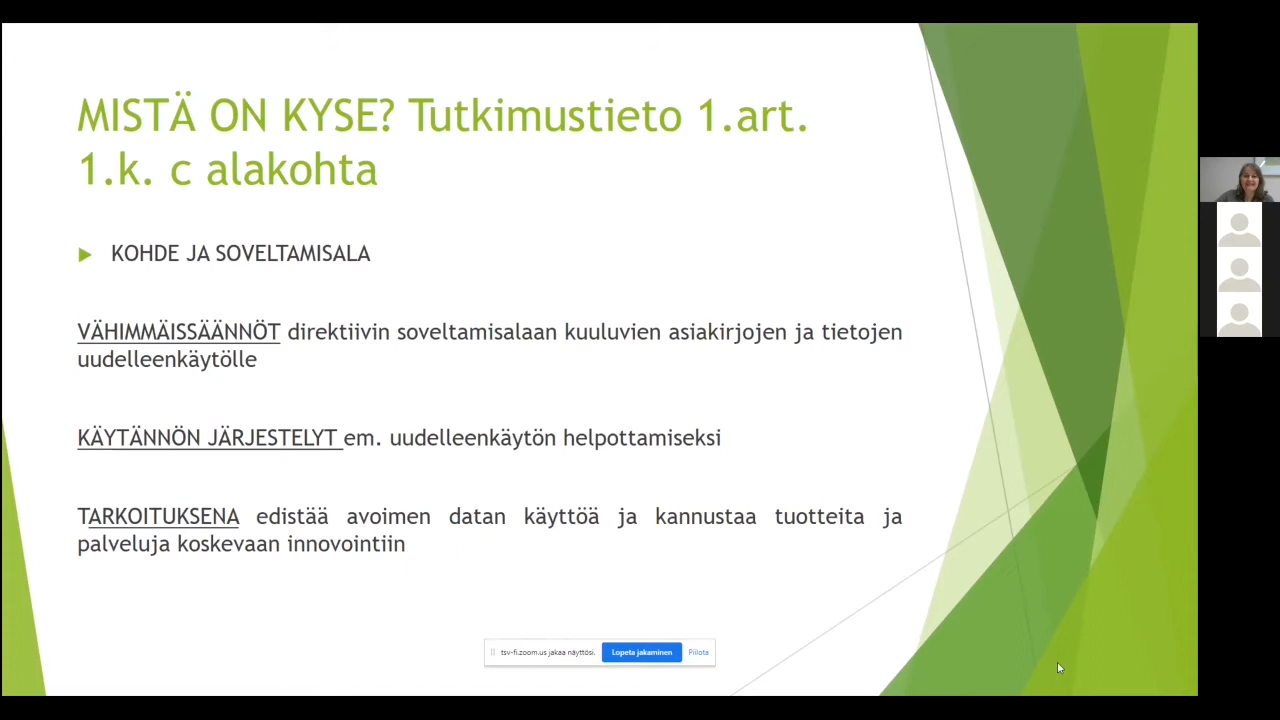 MISTÄ ON KYSE? Tutkimustieto 1.art.
1.k. c alakohta
KOHDE JA SOVELTAMISALA
VÄHIMMÄISSÄÄNNÖT direktiivin soveltamisalaan kuuluvien asiakirjojen ja tietojen
uudelleenkäytölle
KÄYTÄNNÖN JÄRJESTELYT em. uudelleenkäytön helpottamiseksi
TARKOITUKSENA edistää avoimen datan käyttöä ja kannustaa tuotteita ja
palveluja koskevaan innovointiin
tsv-fi.zoom.us jakaa näyttösi. Lopeta jakaminen Piilota